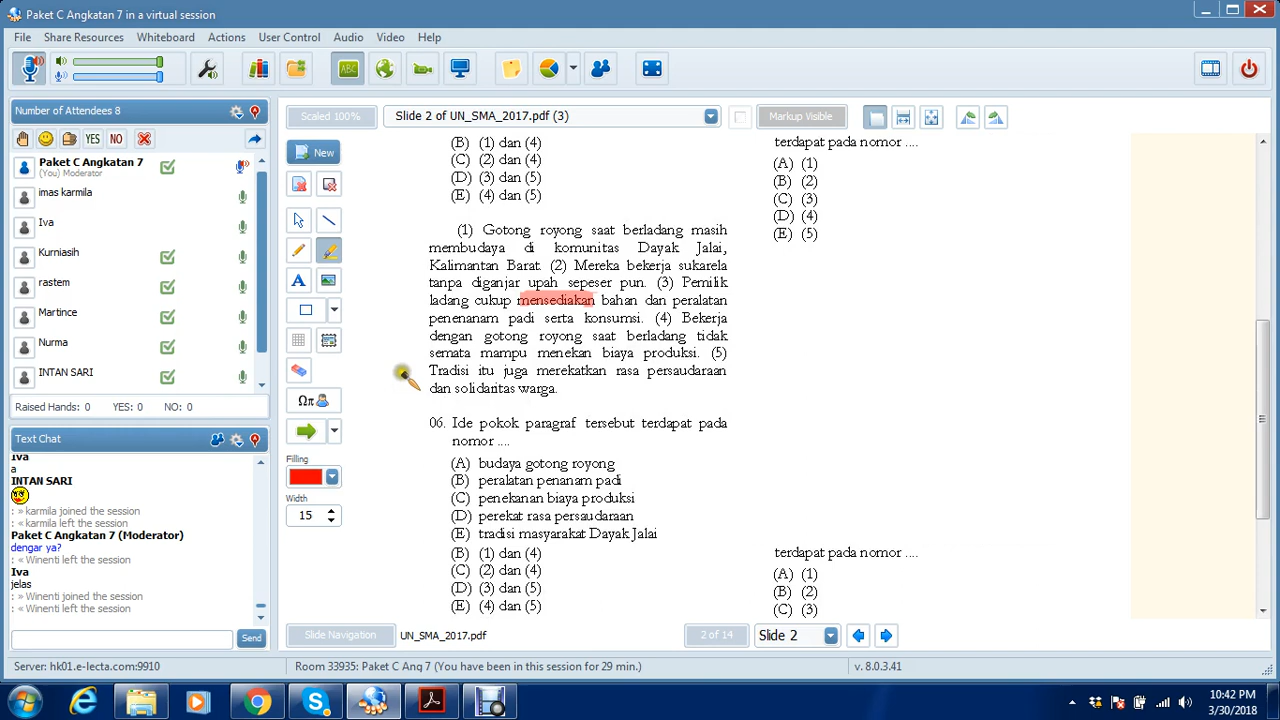 Paket C Angkatan 7 in a virtual session
File Share Resources Whiteboard Actions User Control Audio Video Help
ABC
Number of Attendees 8
YES NO
Paket C Angkatan 7
(You) Moderator
imas karmila
Iva
Kurniasih
rastem
Martince
Nurma
INTAN SARI
Raised Hands: 0 YES: 0 NO: 0
Text Chat
Iva
a
INTAN SARI
» karmila joined the session
« karmila left the session
Paket C Angkatan 7 (Moderator)
dengar ya?
« Winenti left the session
Iva
jelas
» Winenti joined the session
« Winenti left the session
Send
Scaled 100%
Slide 2 of UN_SMA_2017.pdf (3)
Markup Visible
New
A
Ωπ
Filling
Width
15
(B) (1) dan (4)
(C) (2) dan (4)
(D) (3) dan (5)
(E) (4) dan (5)
(1) Gotong royong saat berladang masih
membudaya di komunitas Dayak Jalai,
Kalimantan Barat. (2) Mereka bekerja sukarela
tanpa diganjar upah sepeser pun. (3) Pemilik
ladang cukup mensediakan bahan dan peralatan
penenanam padi serta konsumsi. (4) Bekerja
dengan gotong royong saat berladang tidak
semata mampu menekan biaya produksi. (5)
Tradisi itu juga merekatkan rasa persaudaraan
dan solidaritas warga.
06. Ide pokok paragraf tersebut terdapat pada
nomor ....
(A) budaya gotong royong
(B) peralatan penanam padi
(C) penekanan biaya produksi
(D) perekat rasa persaudaraan
(E) tradisi masyarakat Dayak Jalai
(B) (1) dan (4)
(C) (2) dan (4)
(D) (3) dan (5)
(E) (4) dan (5)
terdapat pada nomor ....
(A) (1)
(B) (2)
(C) (3)
(D) (4)
(E) (5)
terdapat pada nomor ....
(A) (1)
(B) (2)
(C) (3)
Slide Navigation
UN_SMA_2017.pdf
2 of 14
Slide 2
Server: hk01.e-lecta.com:9910
Room 33935: Paket C Ang 7 (You have been in this session for 29 min.)
v. 8.0.3.41
10:42 PM
3/30/2018